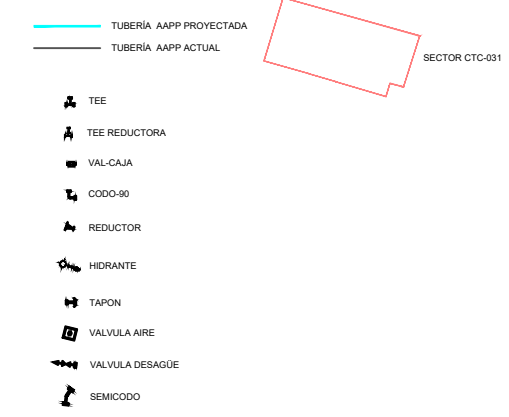 TUBERÍA AAPP PROYECTADA
TUBERÍA AAPP ACTUAL
SECTOR CTC-031
TEE
TEE REDUCTORA
VAL-CAJA
CODO-90
REDUCTOR
HIDRANTE
TAPON
VALVULA AIRE
VALVULA DESAGÜE
SEMICODO